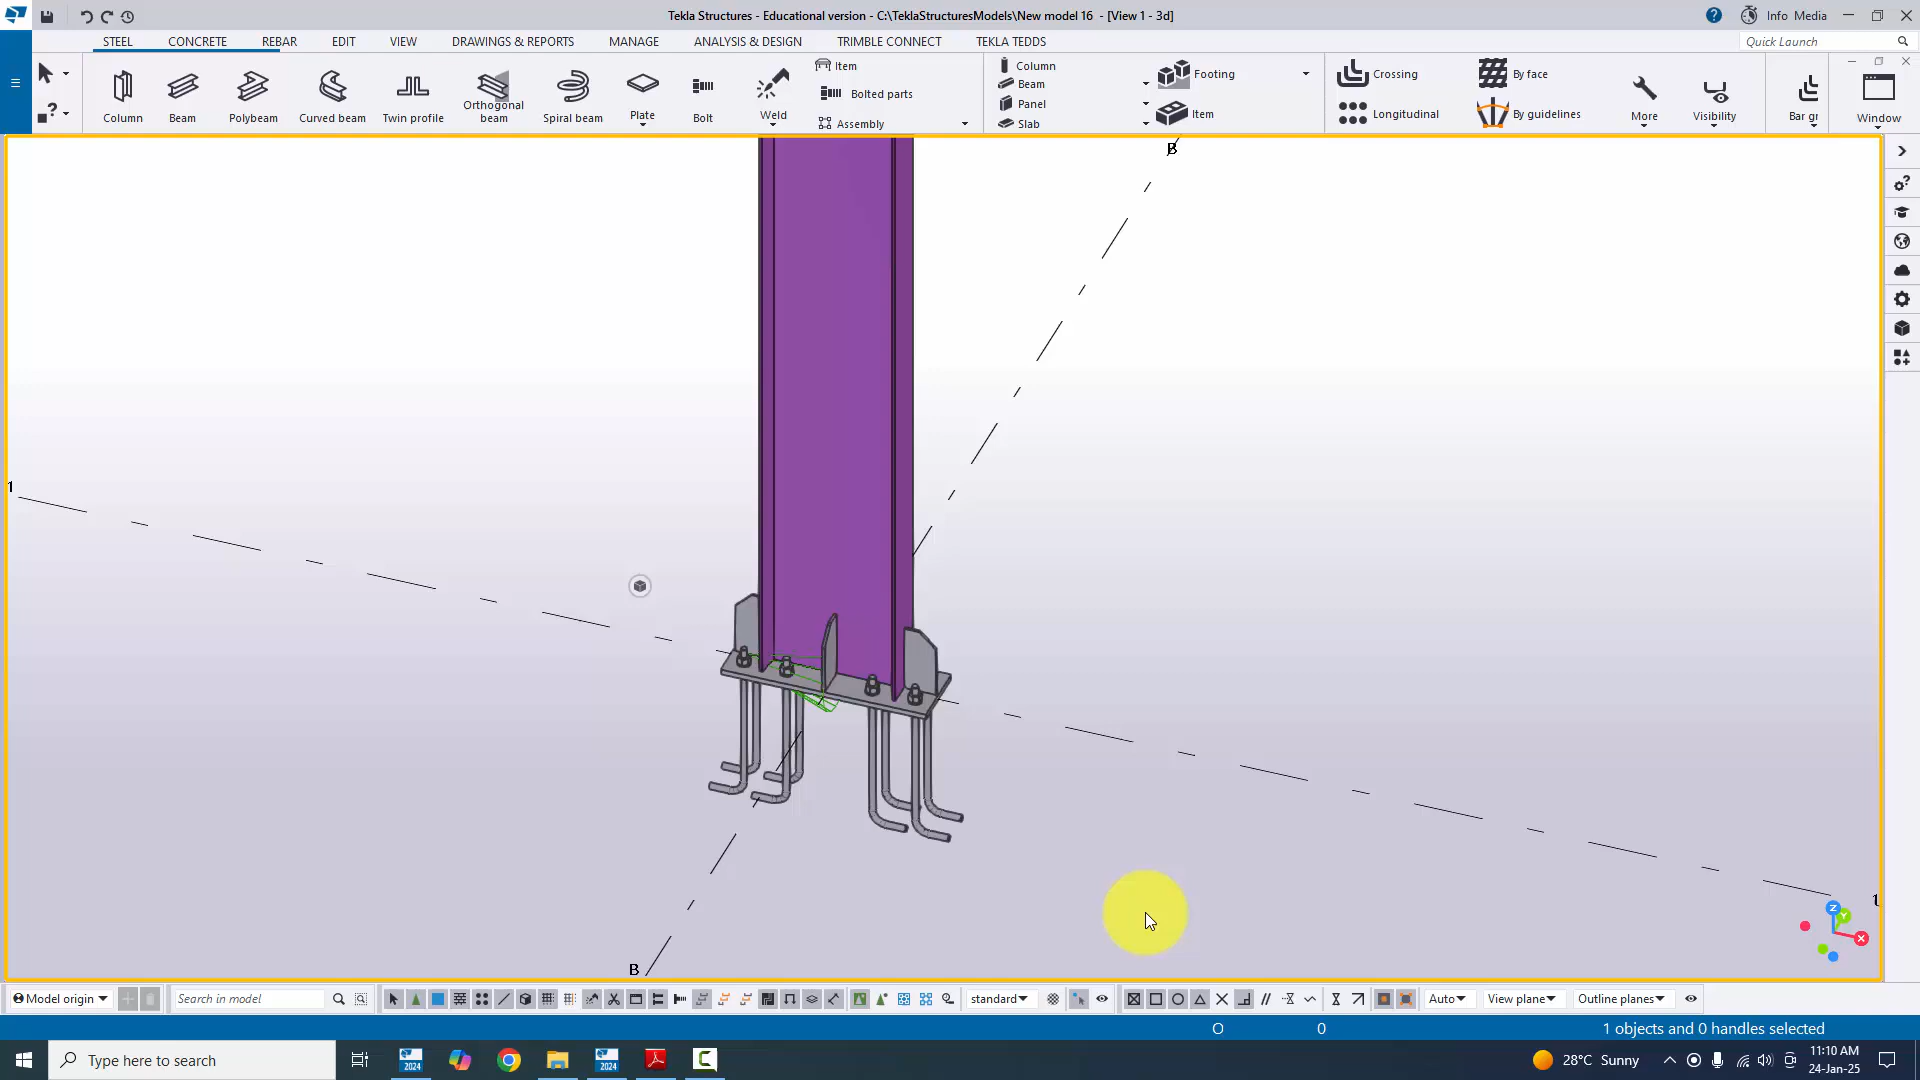 Tekla Structures - Educational version - C:\TeklaStructuresModels\New model 16 - [View 1 - 3d]
Info Media
STEEL CONCRETE REBAR EDIT VIEW DRAWINGS & REPORTS MANAGE ANALYSIS & DESIGN TRIMBLE CONNECT TEKLA TEDDS
Quick Launch
Column
Beam
Polybeam
Curved beam
Twin profile
Orthogonal
beam
Spiral beam
Plate
Bolt
Weld
Item
Bolted parts
Assembly
Column
Beam
Panel
Slab
Footing
Item
Crossing
Longitudinal
By face
By guidelines
More
Visibility
Bar gr
Window
B
1
B
1
Z
Y
X
Model origin
Search in model
standard
Auto
View plane
Outline planes
O
0
1 objects and 0 handles selected
Type here to search
2024
2024
28°C Sunny
11:10 AM
24-Jan-25